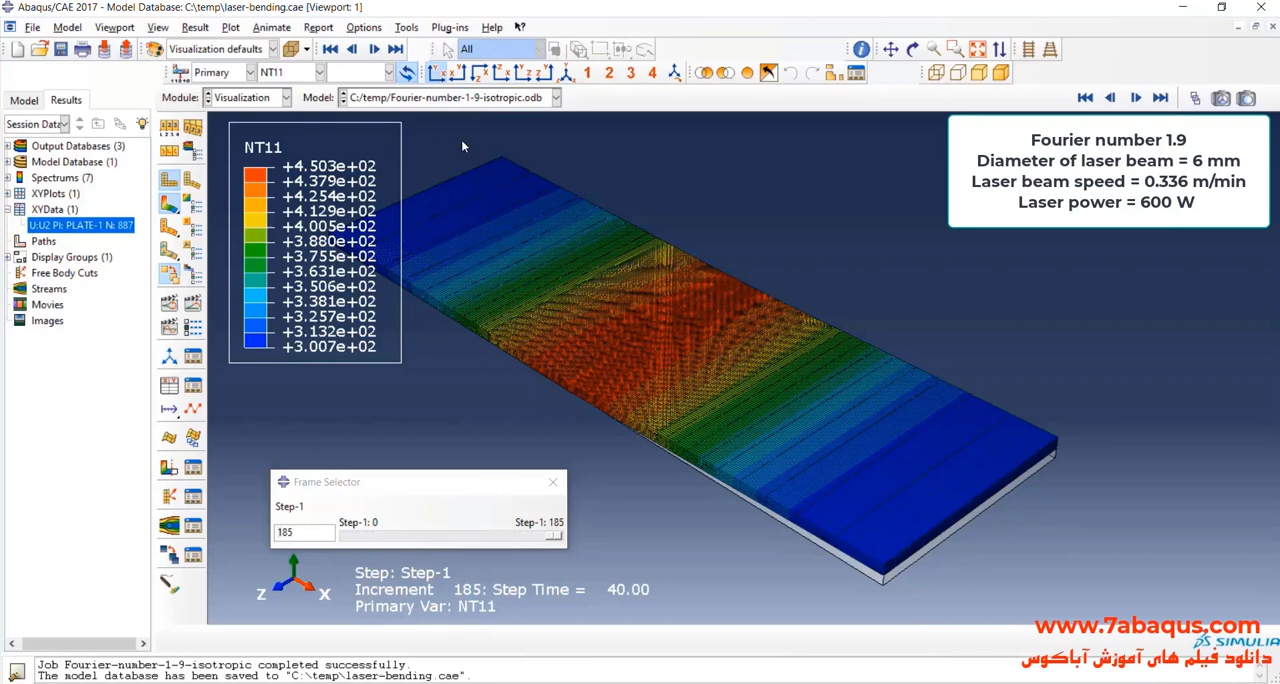 Abaqus/CAE 2017 - Model Database: C:\temp\laser-bending.cae [Viewport: 1]
File Model Viewport View Result Plot Animate Report Options Tools Plug-ins Help
Visualization defaults All
Primary NT11 1 2 3 4
Model Results Module: Visualization Model: C:/temp/Fourier-number-1-9-isotropic.odb
Session Data
Output Databases (3)
Model Database (1)
Spectrums (7)
XYPlots (1)
XYData (1)
U:U2 PI: PLATE-1 N: 887
Paths
Display Groups (1)
Free Body Cuts
Streams
Movies
Images
NT11
+4.503e+02
+4.379e+02
+4.254e+02
+4.129e+02
+4.005e+02
+3.880e+02
+3.755e+02
+3.631e+02
+3.506e+02
+3.381e+02
+3.257e+02
+3.132e+02
+3.007e+02
Fourier number 1.9
Diameter of laser beam = 6 mm
Laser beam speed = 0.336 m/min
Laser power = 600 W
Frame Selector
Step-1
185 Step-1: 0 Step-1: 185
Z X
Step: Step-1
Increment 185: Step Time = 40.00
Primary Var: NT11
www.7abaqus.com
SIMULIA
دانلود فیلم های آموزش آباکوس
Job Fourier-number-1-9-isotropic completed successfully.
The model database has been saved to "C:\temp\laser-bending.cae".